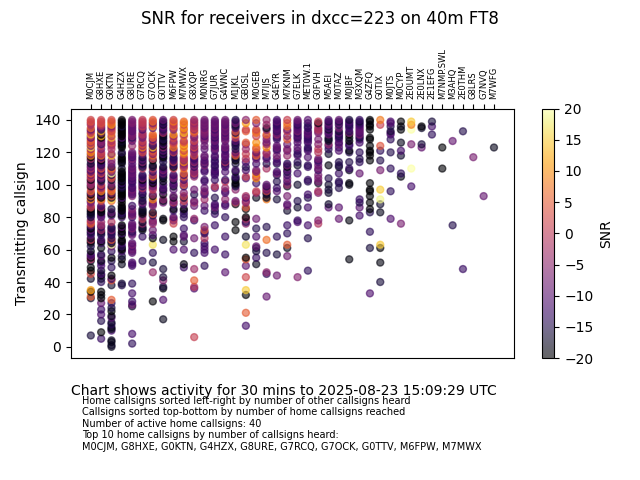 SNR for receivers in dxcc=223 on 40m FT8
M0CJM G8HXE G0KTN G4HZX G8URE G7RCQ G7OCK G0TTV M6FPW M7MWX G8XQP M0NRG G7JUR G4WNC M1JKL GB0SL M0GEB M7IJS G4EYR M7KNM G7ELK METOW.1 G0FVH M5AEI M0TAZ M0JBF M3XQM G4ZFQ G0TIX M0JTS M0CYP 2E0UMT 2E0LNX 2E1EFG M7NMP.SWL M3AHQ 2E0THM G8LRS G7NVQ M7WFG
Transmitting callsign
140
120
100
80
60
40
20
0
20
15
10
5
0
−5
−10
−15
−20
SNR
Chart shows activity for 30 mins to 2025-08-23 15:09:29 UTC
Home callsigns sorted left-right by number of other callsigns heard
Callsigns sorted top-bottom by number of home callsigns reached
Number of active home callsigns: 40
Top 10 home callsigns by number of callsigns heard:
M0CJM, G8HXE, G0KTN, G4HZX, G8URE, G7RCQ, G7OCK, G0TTV, M6FPW, M7MWX